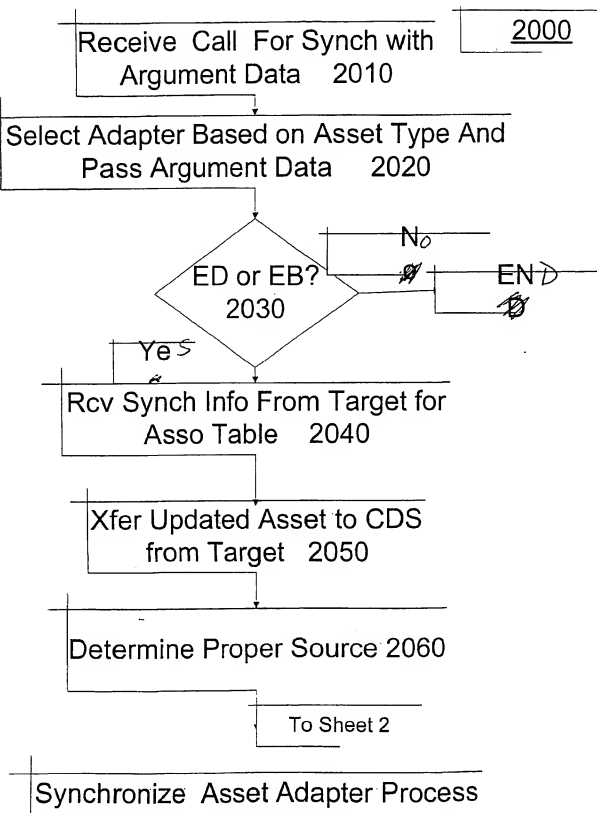 Receive Call For Synch with
Argument Data 2010
2000
Select Adapter Based on Asset Type And
Pass Argument Data 2020
No
ED or EB?
2030
END
Yes
Rcv Synch Info From Target for
Asso Table 2040
Xfer Updated Asset to CDS
from Target 2050
Determine Proper Source 2060
To Sheet 2
Synchronize Asset Adapter Process